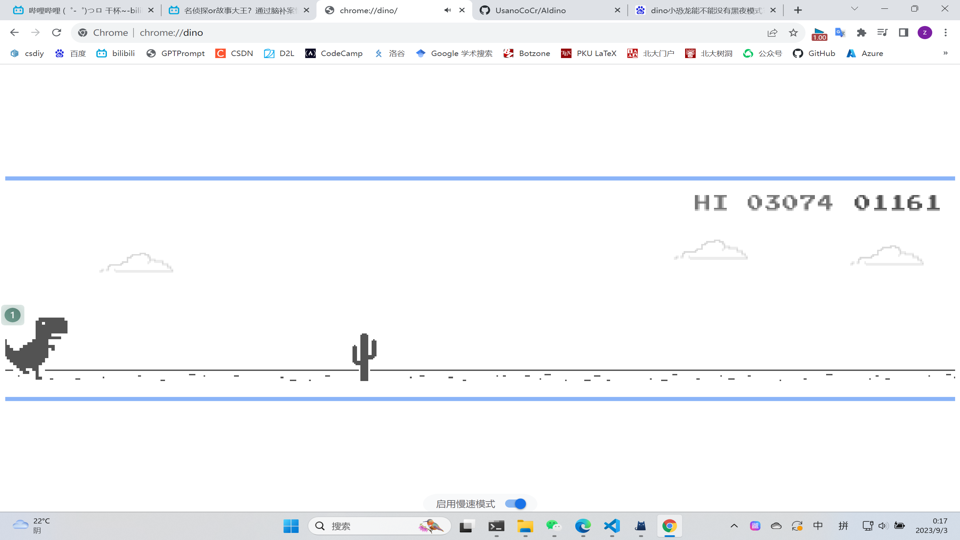 哔哩哔哩 (゜-゜)つロ 干杯~-bili
名侦探or故事大王？通过脑补案
chrome://dino/
UsanoCoCr/AIdino
dino小恐龙能不能没有黑夜模式
Chrome | chrome://dino
1.00
z
csdiy
百度
bilibili
GPTPrompt
CSDN
D2L
CodeCamp
洛谷
Google 学术搜索
Botzone
PKU LaTeX
北大门户
北大树洞
公众号
GitHub
Azure
»
HI 03074 01161
1
启用慢速模式
22°C
阴
搜索
中
拼
0:17
2023/9/3